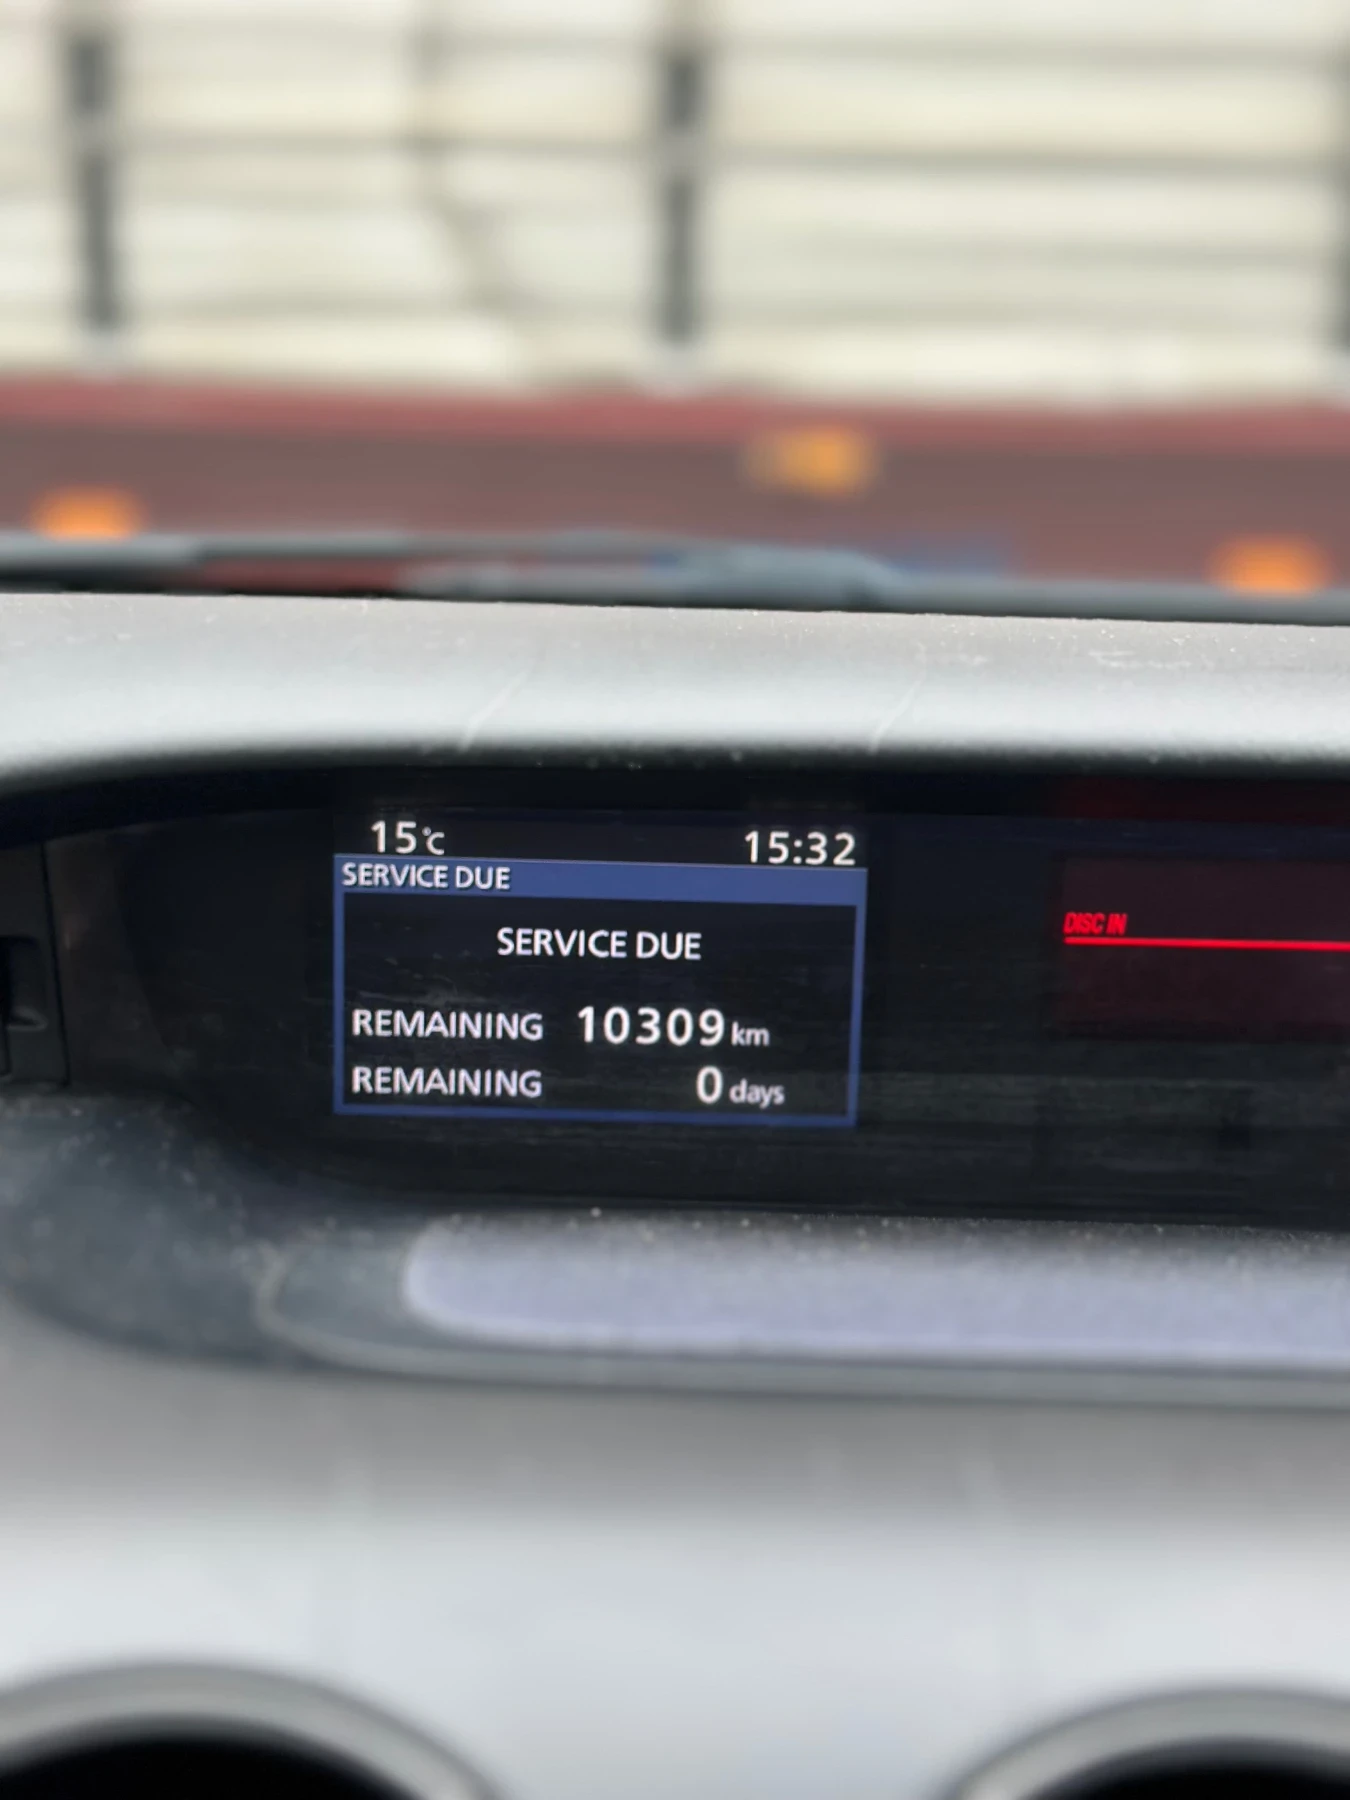 15°C 15:32
SERVICE DUE
SERVICE DUE
REMAINING 10309 km
REMAINING 0 days
DISC IN